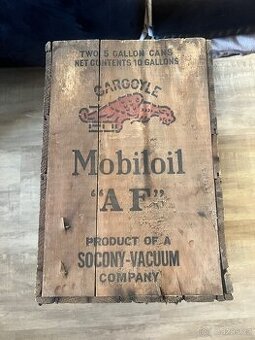 TWO 5 GALLON CANS
NET CONTENTS 10 GALLONS
GARGOYLE
Mobiloil
"AF"
PRODUCT OF A
SOCONY-VACUUM
COMPANY